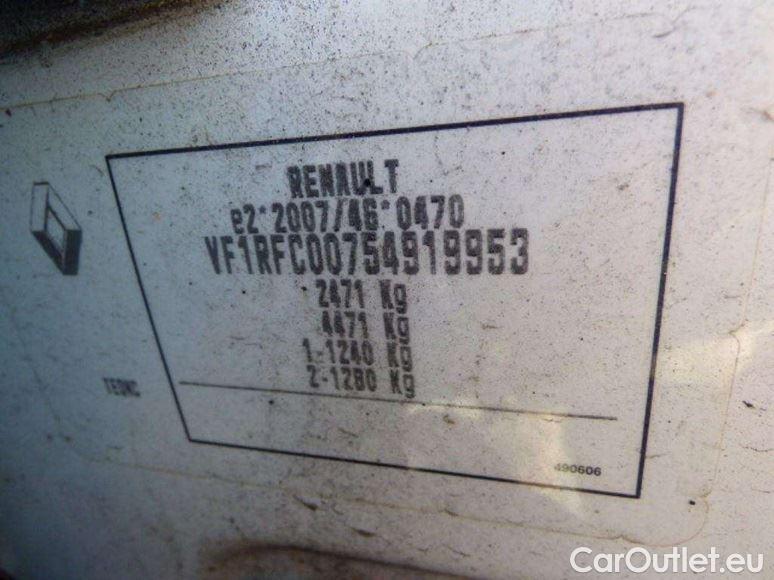 RENAULT
e2*2007/46*0470
VF1RFC00754919953
2471 Kg
4471 Kg
1-1240 Kg
2-1280 Kg
TEQNC
490606
CarOutlet.eu